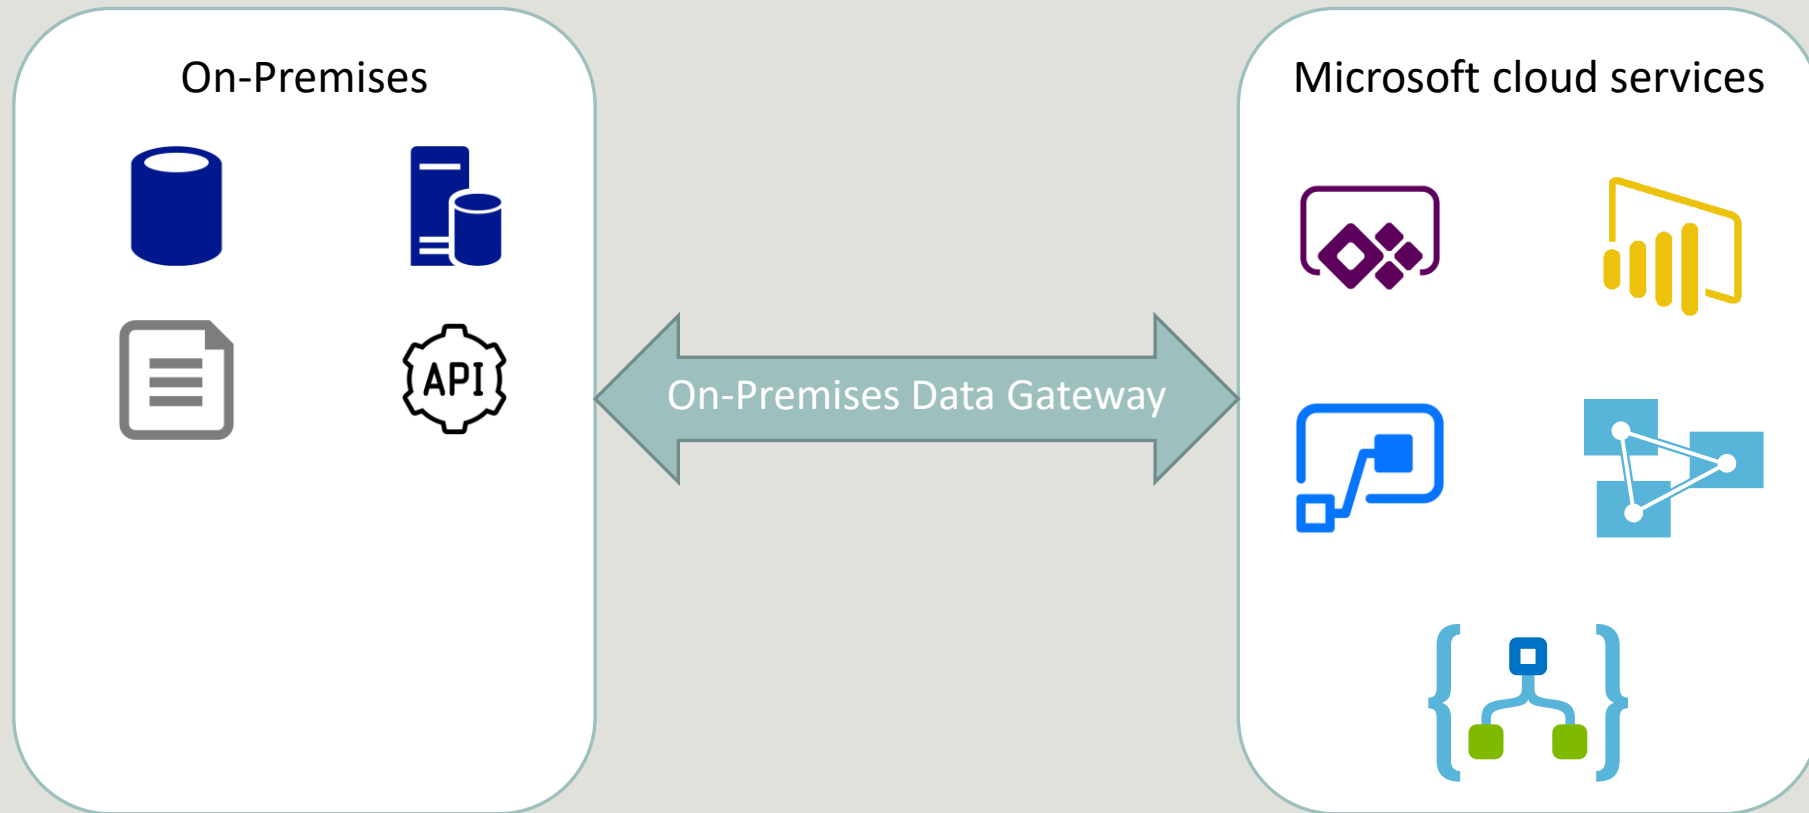 On-Premises
Microsoft cloud services
API
On-Premises Data Gateway